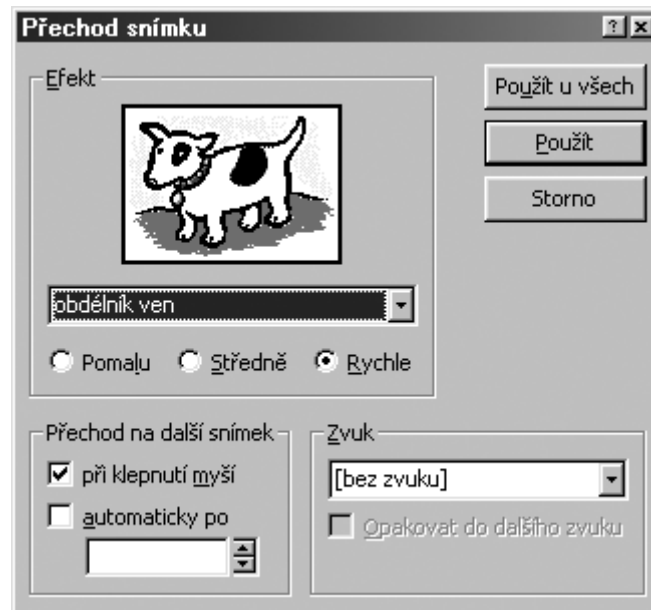 Přechod snímku
Efekt
Použít u všech
Použít
Storno
obdélník ven
Pomalu Středně Rychle
Přechod na další snímek
při klepnutí myší
automaticky po
Zvuk
[bez zvuku]
Opakovat do dalšího zvuku